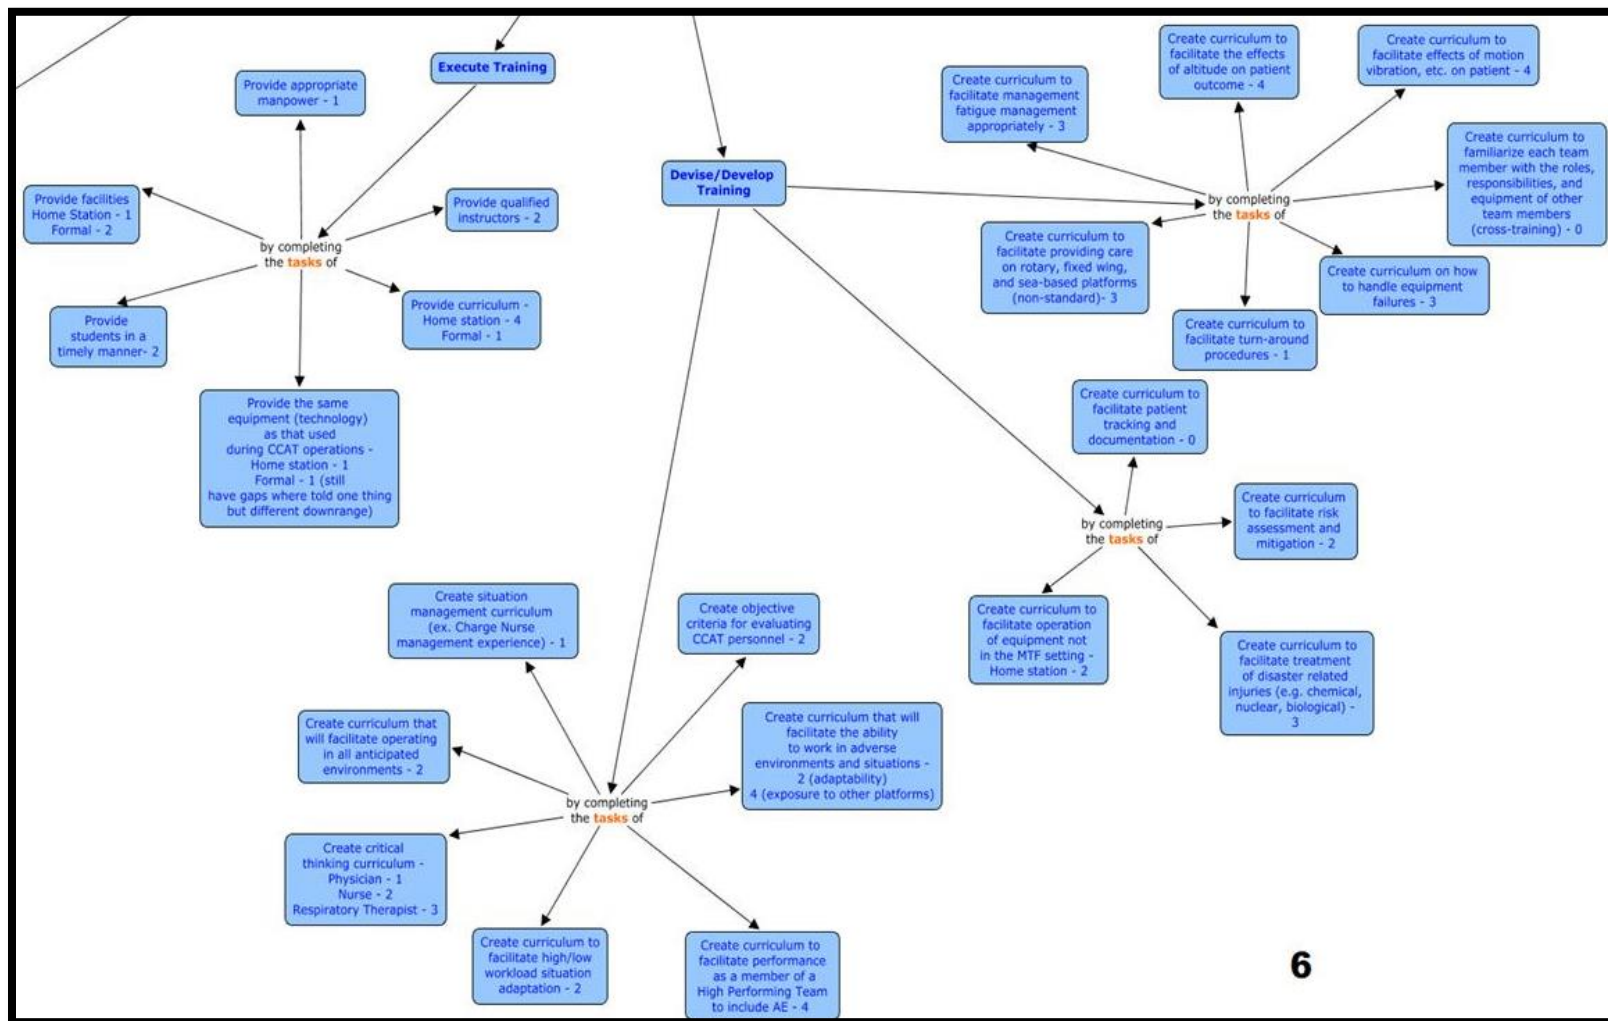 Execute Training
Provide appropriate
manpower - 1
Provide facilities
Home Station - 1
Formal - 2
by completing
the tasks of
Provide qualified
instructors - 2
Provide
students in a
timely manner- 2
Provide curriculum -
Home station - 4
Formal - 1
Provide the same
equipment (technology)
as that used
during CCAT operations -
Home station - 1
Formal - 1 (still
have gaps where told one thing
but different downrange)
Devise/Develop
Training
Create curriculum to
facilitate management
fatigue management
appropriately - 3
Create curriculum to
facilitate the effects
of altitude on patient
outcome - 4
Create curriculum to
facilitate effects of motion
vibration, etc. on patient - 4
Create curriculum to
familiarize each team
member with the roles,
responsibilities, and
equipment of other
team members
(cross-training) - 0
by completing
the tasks of
Create curriculum to
facilitate providing care
on rotary, fixed wing,
and sea-based platforms
(non-standard)- 3
Create curriculum on how
to handle equipment
failures - 3
Create curriculum to
facilitate turn-around
procedures - 1
Create curriculum to
facilitate patient
tracking and
documentation - 0
by completing
the tasks of
Create curriculum
to facilitate risk
assessment and
mitigation - 2
Create curriculum to
facilitate operation
of equipment not
in the MTF setting -
Home station - 2
Create curriculum to
facilitate treatment
of disaster related
injuries (e.g. chemical,
nuclear, biological) -
3
Create situation
management curriculum
(ex. Charge Nurse
management experience) - 1
Create objective
criteria for evaluating
CCAT personnel - 2
Create curriculum that
will facilitate operating
in all anticipated
environments - 2
Create curriculum that will
facilitate the ability
to work in adverse
environments and situations -
2 (adaptability)
4 (exposure to other platforms)
by completing
the tasks of
Create critical
thinking curriculum -
Physician - 1
Nurse - 2
Respiratory Therapist - 3
Create curriculum to
facilitate high/low
workload situation
adaptation - 2
Create curriculum to
facilitate performance
as a member of a
High Performing Team
to include AE - 4
6